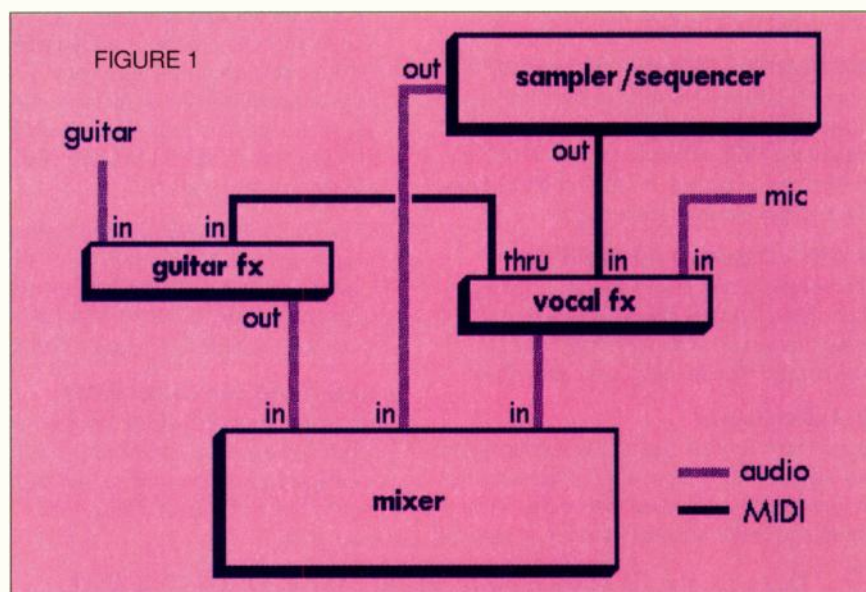 FIGURE 1
out
sampler/sequencer
guitar
out
mic
in
in
guitar fx
thru
in
in
vocal fx
out
in
in
in
mixer
audio
MIDI